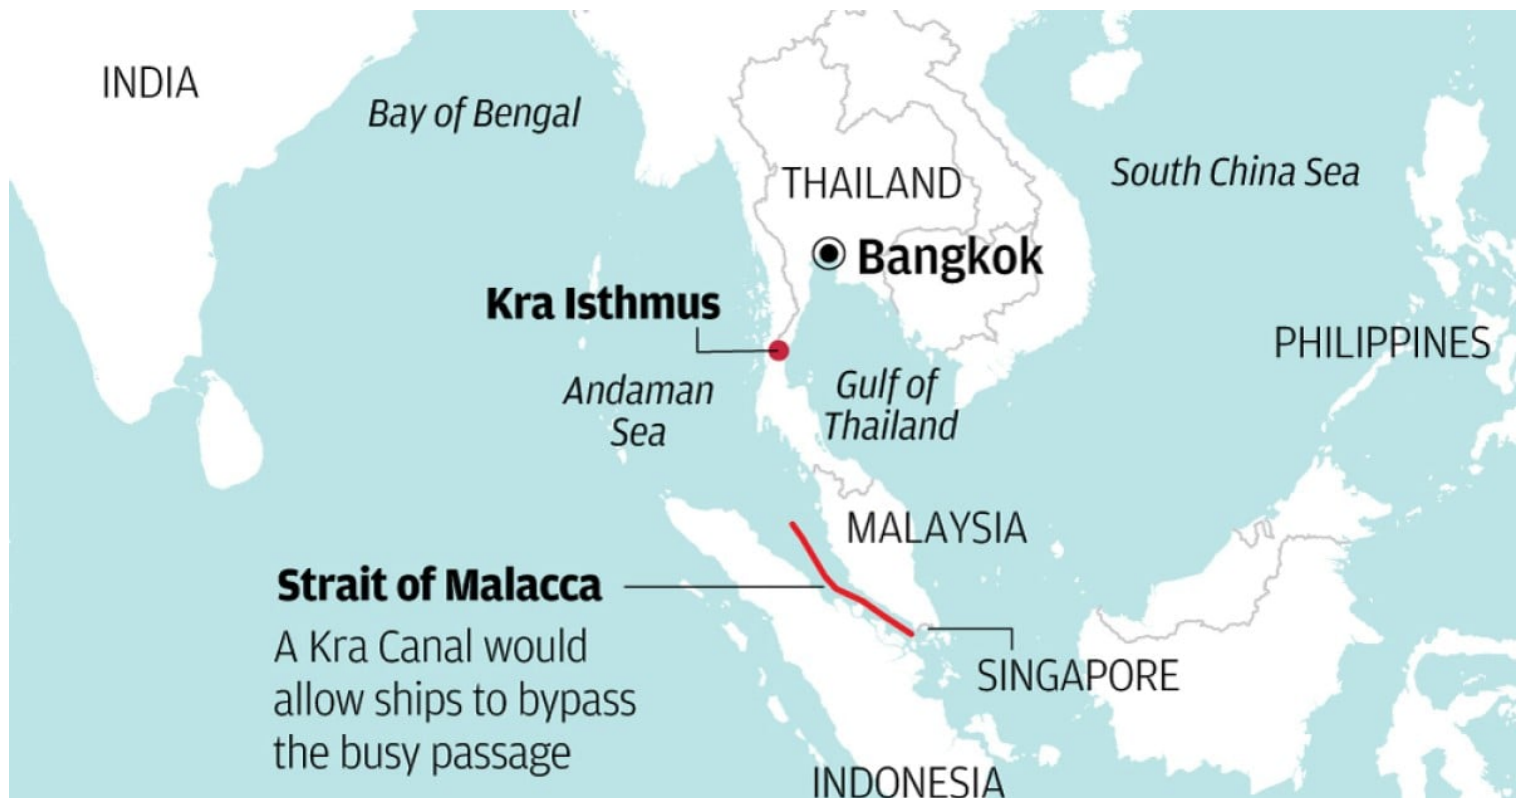 INDIA
Bay of Bengal
THAILAND
South China Sea
Bangkok
Kra Isthmus
PHILIPPINES
Andaman
Sea
Gulf of
Thailand
MALAYSIA
Strait of Malacca
A Kra Canal would
allow ships to bypass
the busy passage
SINGAPORE
INDONESIA